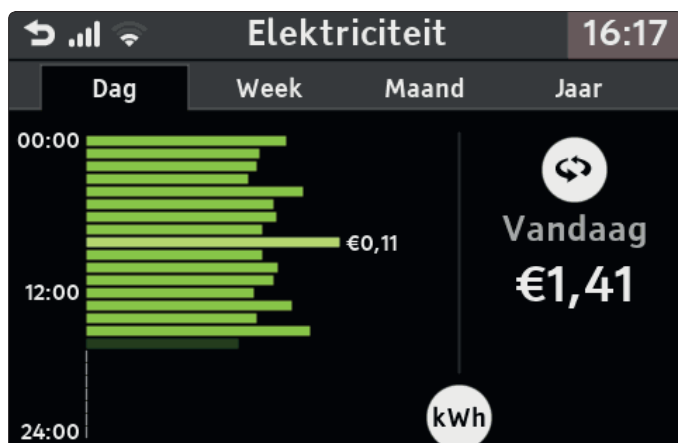 Elektriciteit 16:17
Dag Week Maand Jaar
00:00
€0,11
Vandaag
€1,41
12:00
kWh
24:00